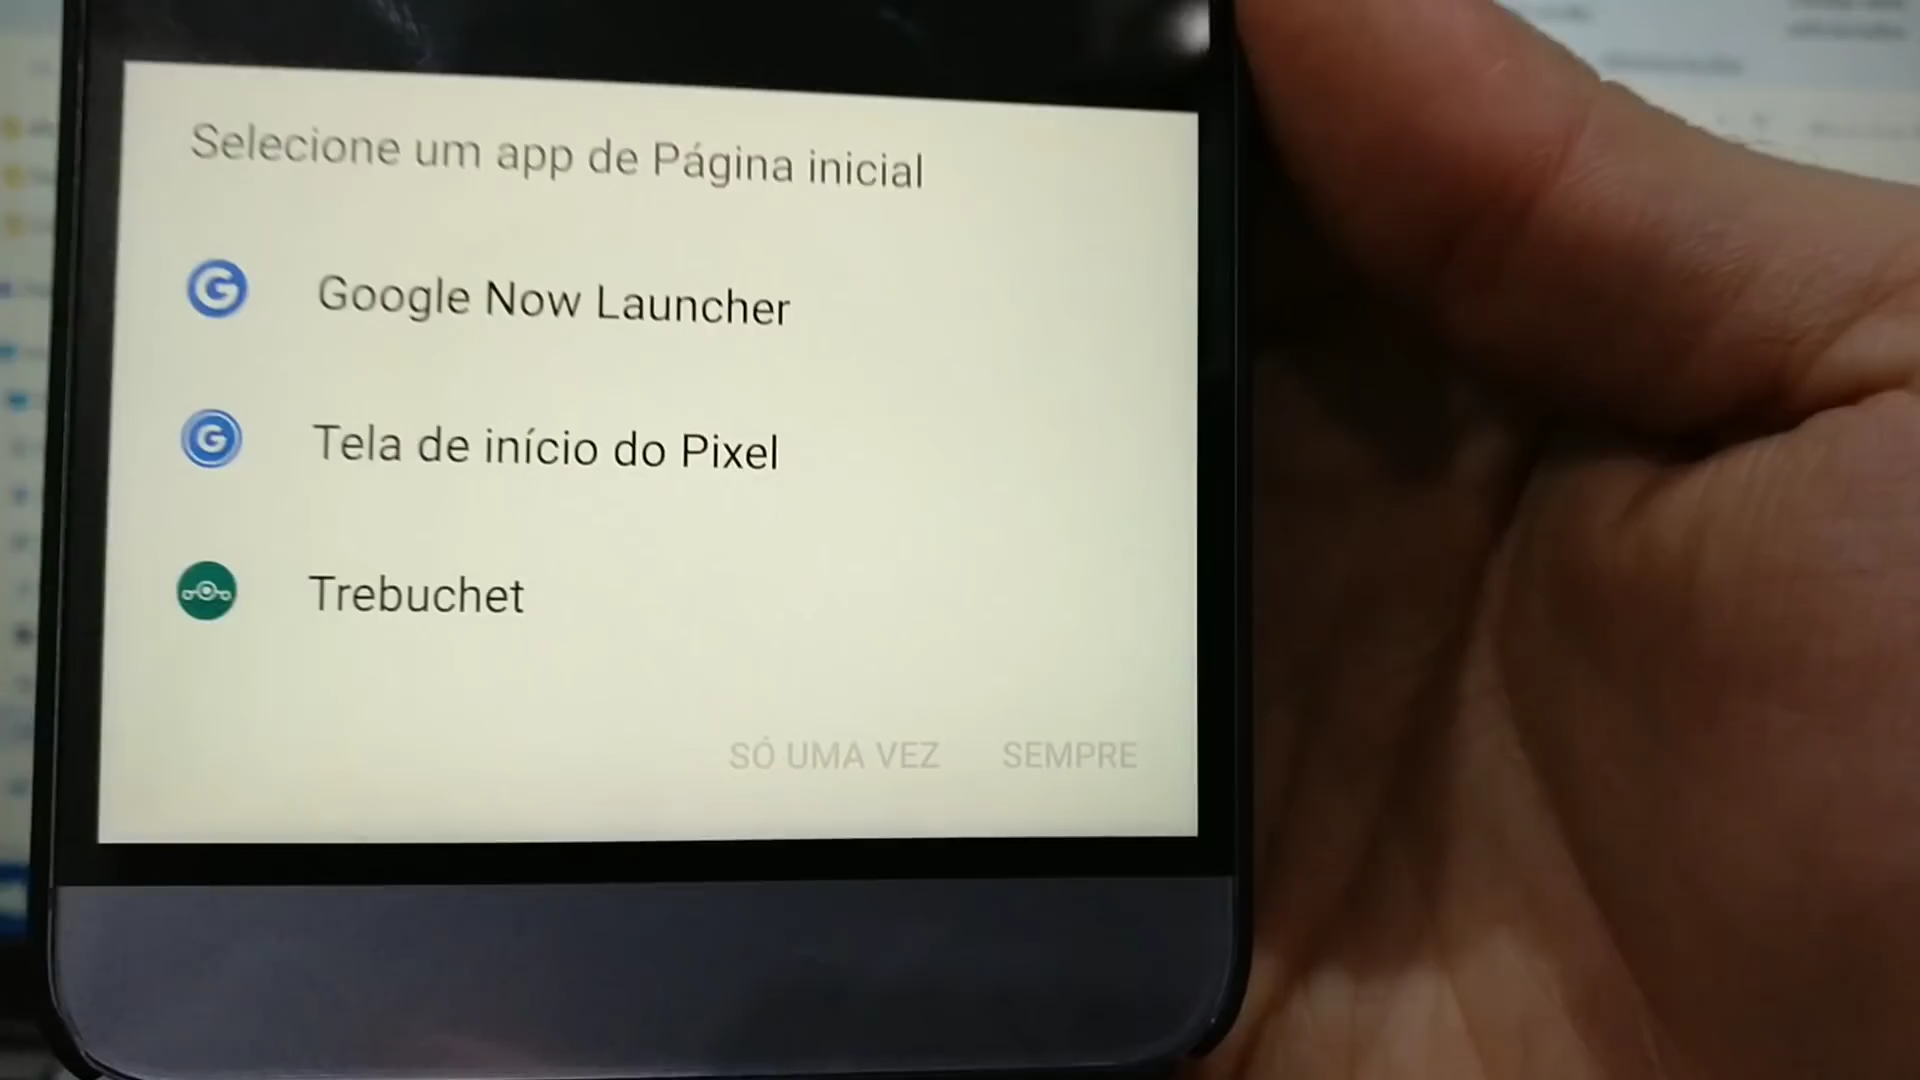 Selecione um app de Página inicial
Google Now Launcher
Tela de início do Pixel
Trebuchet
SÓ UMA VEZ SEMPRE